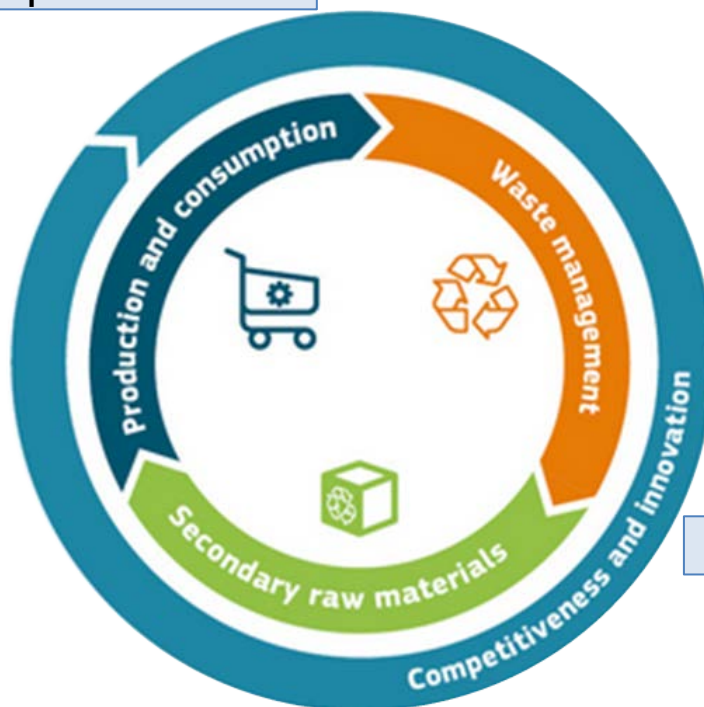 Production and consumption
Waste management
Secondary raw materials
Competitiveness and innovation